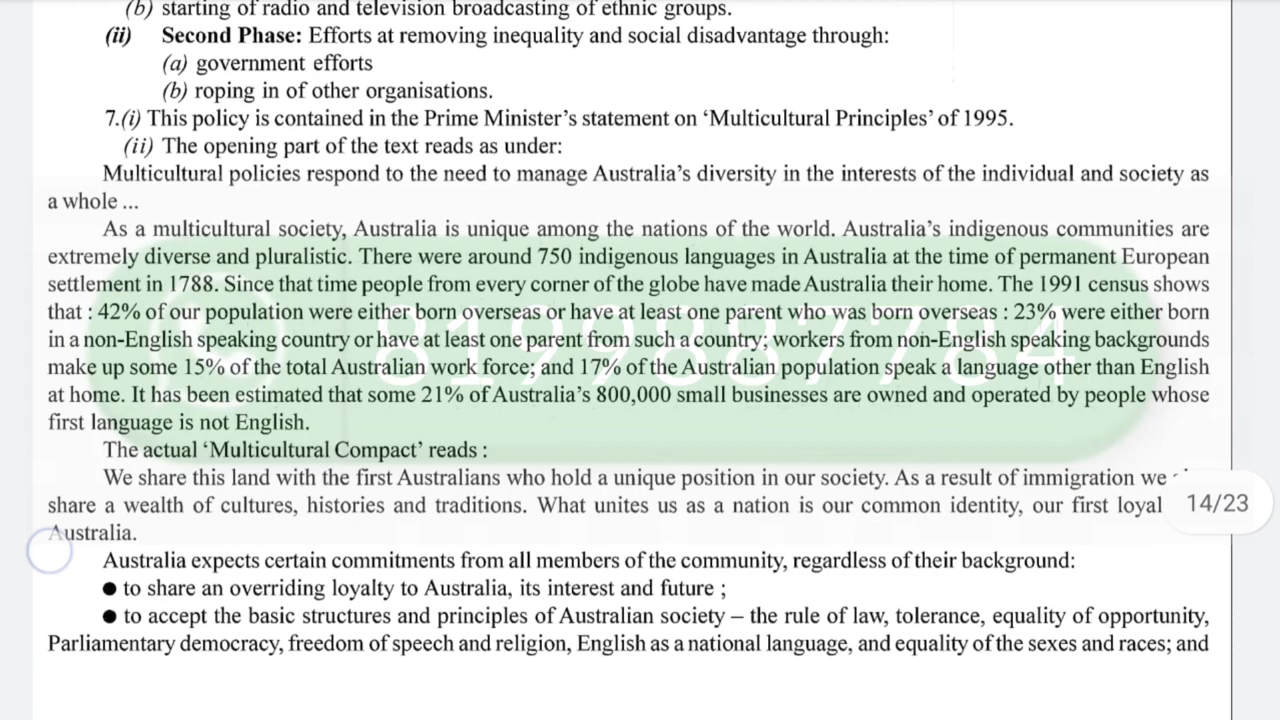 (b) starting of radio and television broadcasting of ethnic groups.
(ii) Second Phase: Efforts at removing inequality and social disadvantage through:
(a) government efforts
(b) roping in of other organisations.
7.(i) This policy is contained in the Prime Minister's statement on 'Multicultural Principles' of 1995.
(ii) The opening part of the text reads as under:
Multicultural policies respond to the need to manage Australia's diversity in the interests of the individual and society as
a whole ...
As a multicultural society, Australia is unique among the nations of the world. Australia's indigenous communities are
extremely diverse and pluralistic. There were around 750 indigenous languages in Australia at the time of permanent European
settlement in 1788. Since that time people from every corner of the globe have made Australia their home. The 1991 census shows
that : 42% of our population were either born overseas or have at least one parent who was born overseas : 23% were either born
in a non-English speaking country or have at least one parent from such a country; workers from non-English speaking backgrounds
make up some 15% of the total Australian work force; and 17% of the Australian population speak a language other than English
at home. It has been estimated that some 21% of Australia's 800,000 small businesses are owned and operated by people whose
first language is not English.
The actual 'Multicultural Compact' reads :
We share this land with the first Australians who hold a unique position in our society. As a result of immigration we
share a wealth of cultures, histories and traditions. What unites us as a nation is our common identity, our first loyal
14/23
Australia.
Australia expects certain commitments from all members of the community, regardless of their background:
● to share an overriding loyalty to Australia, its interest and future ;
● to accept the basic structures and principles of Australian society – the rule of law, tolerance, equality of opportunity,
Parliamentary democracy, freedom of speech and religion, English as a national language, and equality of the sexes and races; and